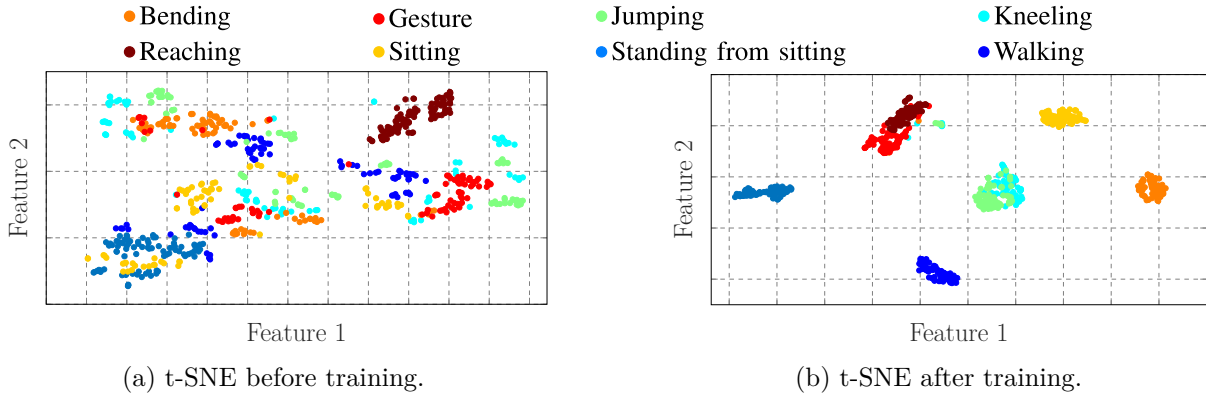 Bending Gesture Jumping Kneeling
Reaching Sitting Standing from sitting Walking
Feature 2
Feature 1
(a) t-SNE before training.
Feature 2
Feature 1
(b) t-SNE after training.